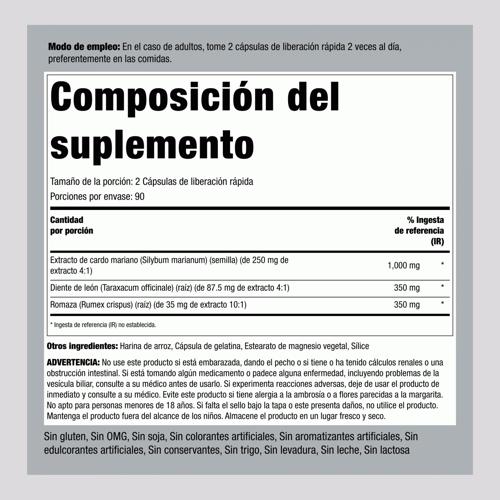 Modo de empleo: En el caso de adultos, tome 2 cápsulas de liberación rápida 2 veces al día,
preferentemente en las comidas.
Composición del
suplemento
Tamaño de la porción: 2 Cápsulas de liberación rápida
Porciones por envase: 90
Cantidad % Ingesta
por porción de referencia
(IR)
Extracto de cardo mariano (Silybum marianum) (semilla) (de 250 mg de
extracto 4:1) 1,000 mg *
Diente de león (Taraxacum officinale) (raíz) (de 87.5 mg de extracto 4:1) 350 mg *
Romaza (Rumex crispus) (raíz) (de 35 mg de extracto 10:1) 350 mg *
* Ingesta de referencia (IR) no establecida.
Otros ingredientes: Harina de arroz, Cápsula de gelatina, Estearato de magnesio vegetal, Sílice
ADVERTENCIA: No use este producto si está embarazada, dando el pecho o si tiene o ha tenido cálculos renales o una
obstrucción intestinal. Si está tomando algún medicamento o padece alguna enfermedad, incluyendo problemas de la
vesícula biliar, consulte a su médico antes de usarlo. Si experimenta reacciones adversas, deje de usar el producto de
inmediato y consulte a su médico. Evite este producto si tiene alergia a la ambrosía o a flores parecidas a la margarita.
No apto para personas menores de 18 años. Si falta el sello bajo la tapa o este presenta daños, no utilice el producto.
Mantenga el producto fuera del alcance de los niños. Almacene el producto en un lugar fresco y seco.
Sin gluten, Sin OMG, Sin soja, Sin colorantes artificiales, Sin aromatizantes artificiales, Sin
edulcorantes artificiales, Sin conservantes, Sin trigo, Sin levadura, Sin leche, Sin lactosa